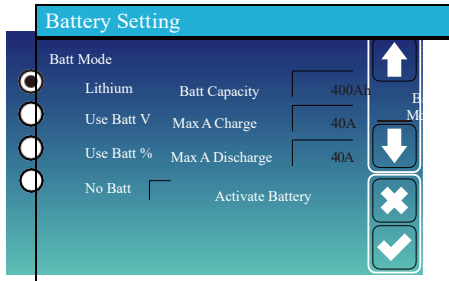 Battery Setting
Batt Mode
Lithium Batt Capacity 400Ah
Use Batt V Max A Charge 40A
Use Batt % Max A Discharge 40A
No Batt Activate Battery